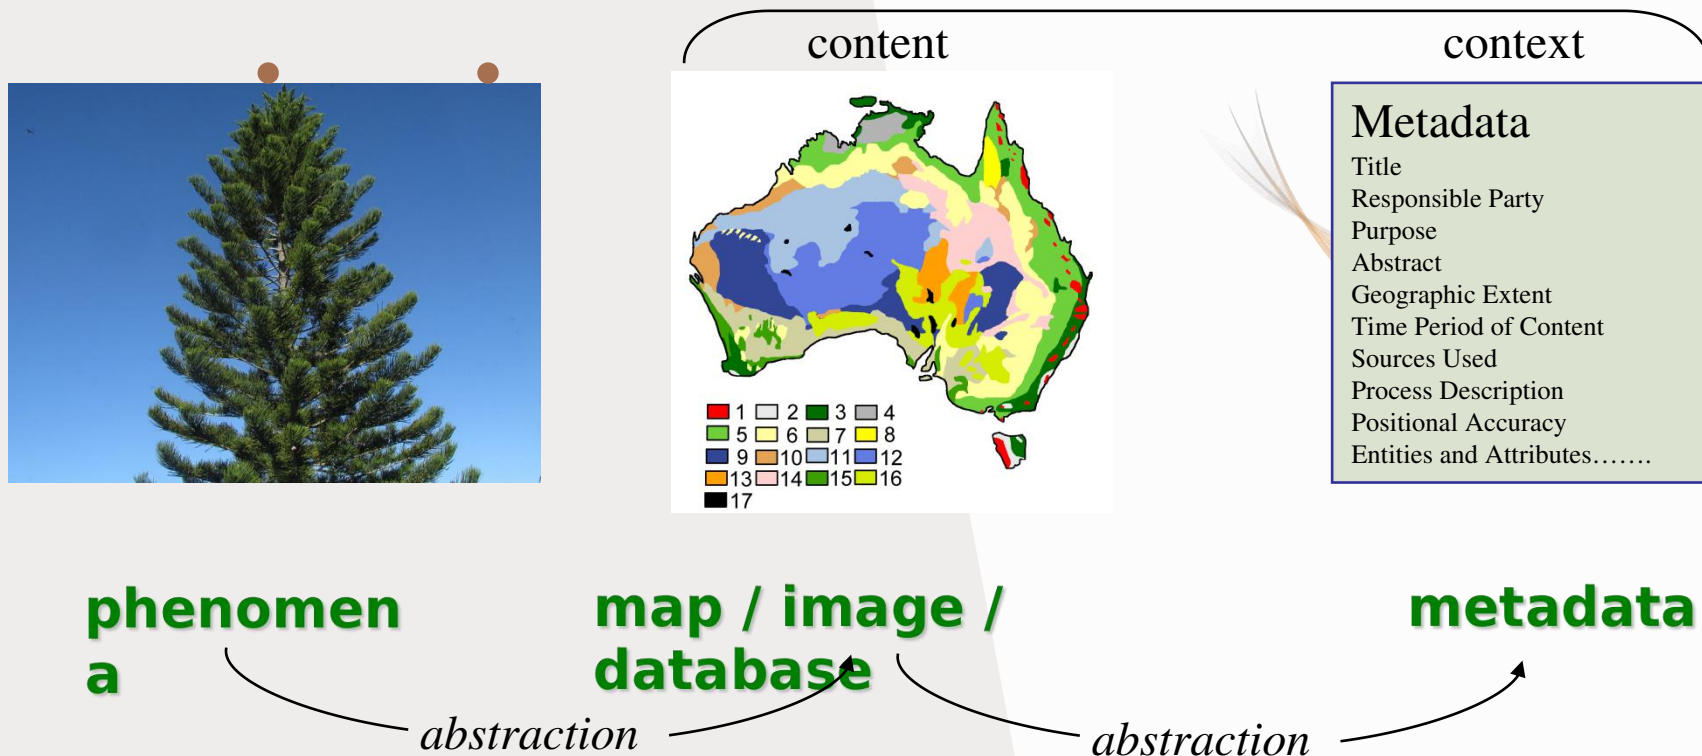 content
context
Metadata
Title
Responsible Party
Purpose
Abstract
Geographic Extent
Time Period of Content
Sources Used
Process Description
Positional Accuracy
Entities and Attributes…….
1 2 3 4
5 6 7 8
9 10 11 12
13 14 15 16
17
phenomen
a
map / image /
database
metadata
abstraction
abstraction